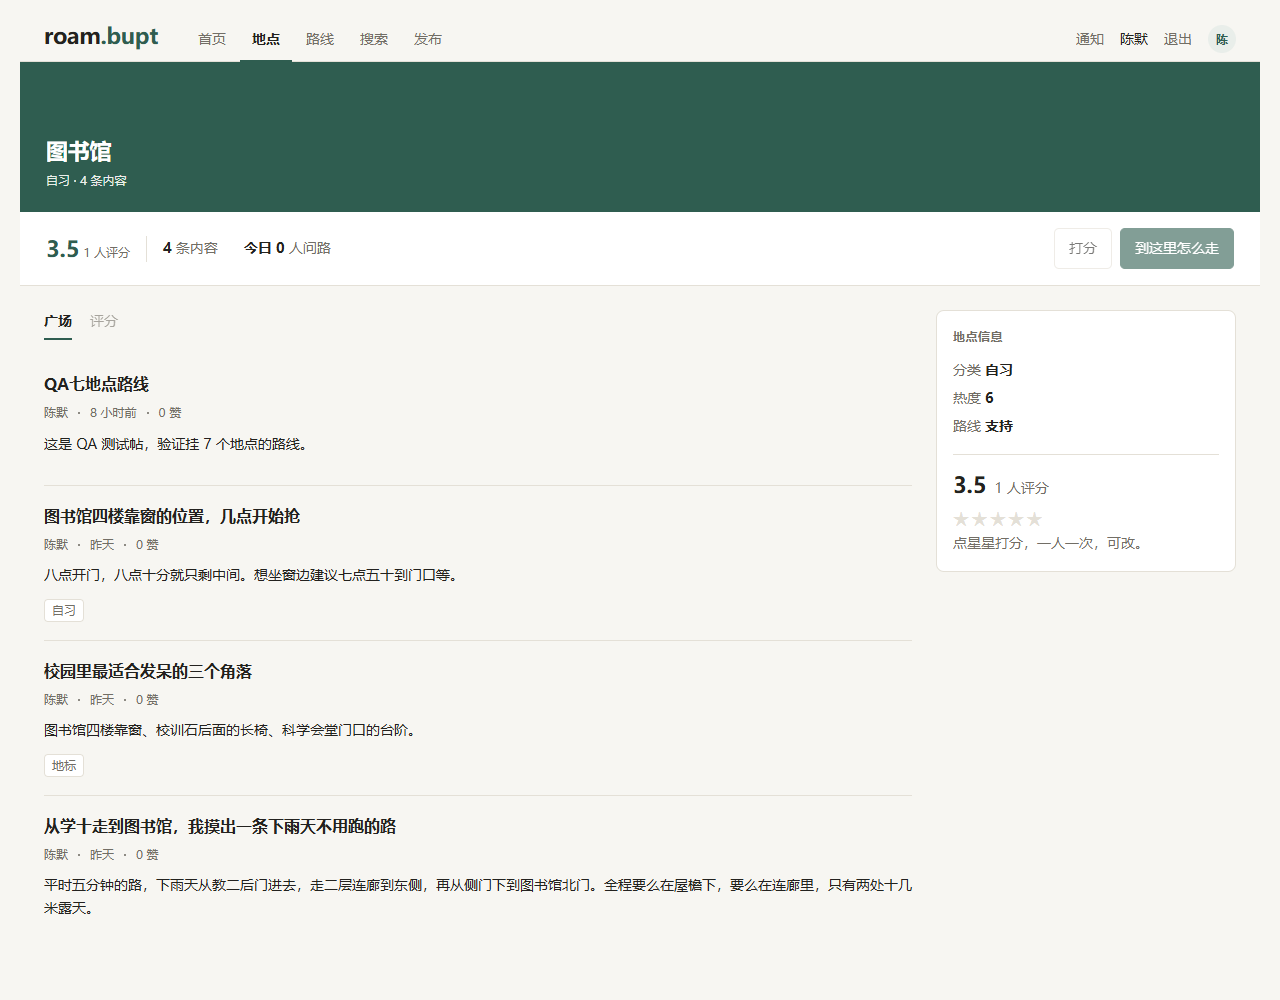 roam.bupt 首页 地点 路线 搜索 发布 通知 陈默 退出 陈
图书馆
自习 · 4 条内容
3.5 1 人评分 4 条内容 今日 0 人问路 打分 到这里怎么走
广场 评分
QA七地点路线
陈默 · 8 小时前 · 0 赞
这是 QA 测试帖，验证挂 7 个地点的路线。
图书馆四楼靠窗的位置，几点开始抢
陈默 · 昨天 · 0 赞
八点开门，八点十分就只剩中间。想坐窗边建议七点五十到门口等。
自习
校园里最适合发呆的三个角落
陈默 · 昨天 · 0 赞
图书馆四楼靠窗、校训石后面的长椅、科学会堂门口的台阶。
地标
从学十走到图书馆，我摸出一条下雨天不用跑的路
陈默 · 昨天 · 0 赞
平时五分钟的路，下雨天从教二后门进去，走二层连廊到东侧，再从侧门下到图书馆北门。全程要么在屋檐下，要么在连廊里，只有两处十几
米露天。
地点信息
分类 自习
热度 6
路线 支持
3.5 1 人评分
★★★★★
点星星打分，一人一次，可改。